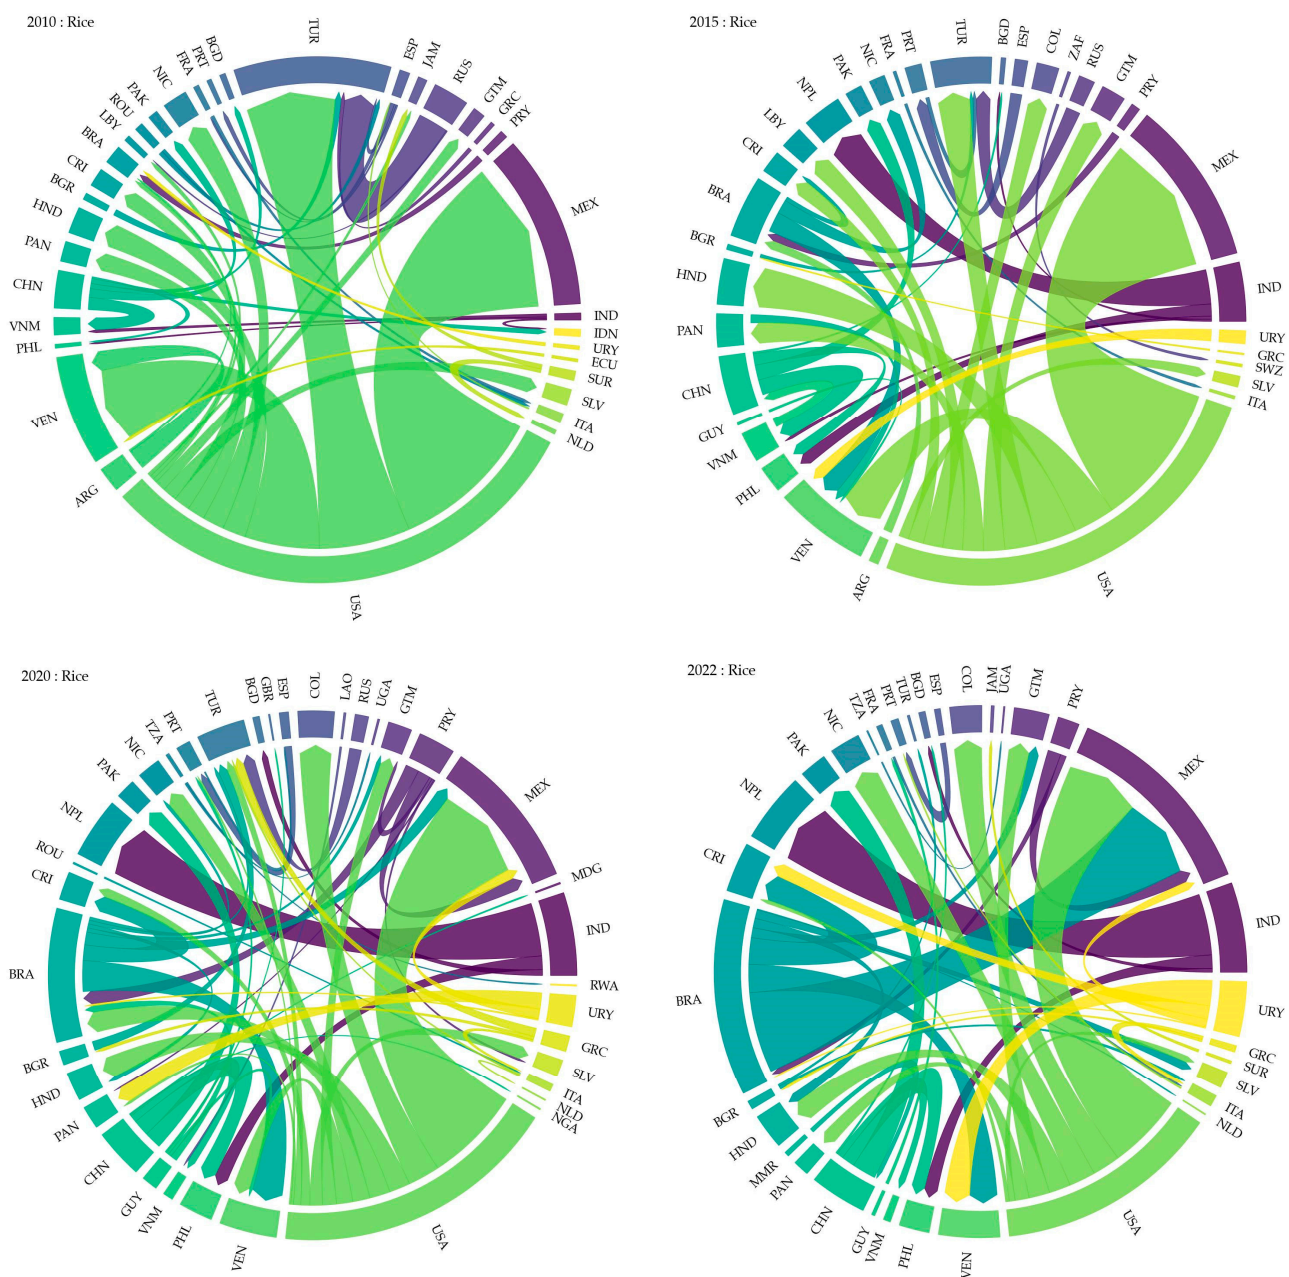 2010 : Rice
TUR
ESP
JAM
RUS
GTM
GRC
PRY
MEX
IND
IDN
URY
ECU
SUR
SLV
ITA
NLD
USA
ARG
VEN
PHL
VNM
CHN
PAN
HND
BGR
CRI
BRA
LBY
ROU
PAK
NIC
FRA
PRT
BGD
2015 : Rice
TUR
BGD
ESP
COL
ZAF
RUS
GTM
PRY
MEX
IND
URY
GRC
SWZ
SLV
ITA
USA
ARG
VEN
PHL
VNM
GUY
CHN
PAN
HND
BGR
BRA
CRI
LBY
NPL
PAK
NIC
FRA
PRT
2020 : Rice
TUR
BGD
GBR
ESP
COL
LAO
RUS
UGA
GTM
PRY
MEX
MDG
IND
RWA
URY
GRC
SLV
ITA
NLD
NGA
USA
VEN
PHL
VNM
GUY
CHN
PAN
HND
BGR
BRA
CRI
ROU
NPL
PAK
NIC
TZA
PRT
2022 : Rice
TUR
BGD
ESP
COL
JAM
UGA
GTM
PRY
MEX
IND
URY
GRC
SUR
SLV
ITA
NLD
USA
VEN
PHL
VNM
GUY
CHN
PAN
MMR
HND
BGR
BRA
CRI
NPL
PAK
NIC
TZA
FRA
PRT